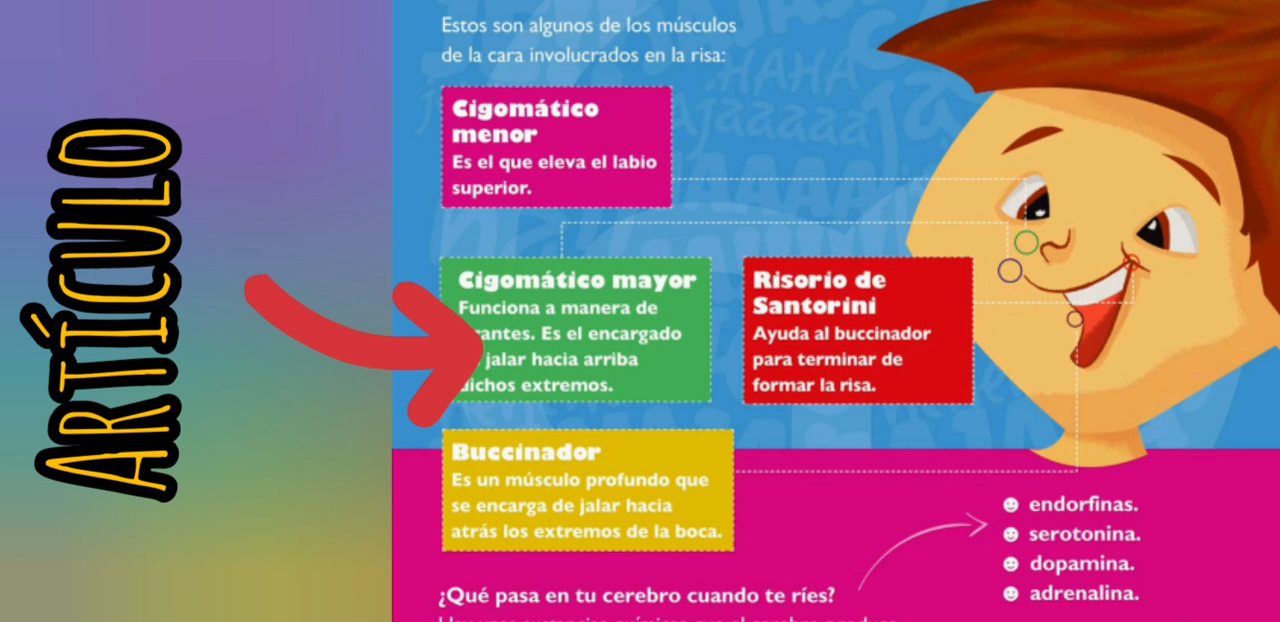 ARTÍCULO
Estos son algunos de los músculos
de la cara involucrados en la risa:
Cigomático
menor
Es el que eleva el labio
superior.
Cigomático mayor
Funciona a manera de
Es el encargado
jalar hacia arriba
dichos extremos.
Risorio de
Santorini
Ayuda al buccinador
para terminar de
formar la risa.
Buccinador
Es un músculo profundo que
se encarga de jalar hacia
atrás los extremos de la boca.
endorfinas.
serotonina.
dopamina.
adrenalina.
¿Qué pasa en tu cerebro cuando te ríes?
HAHA